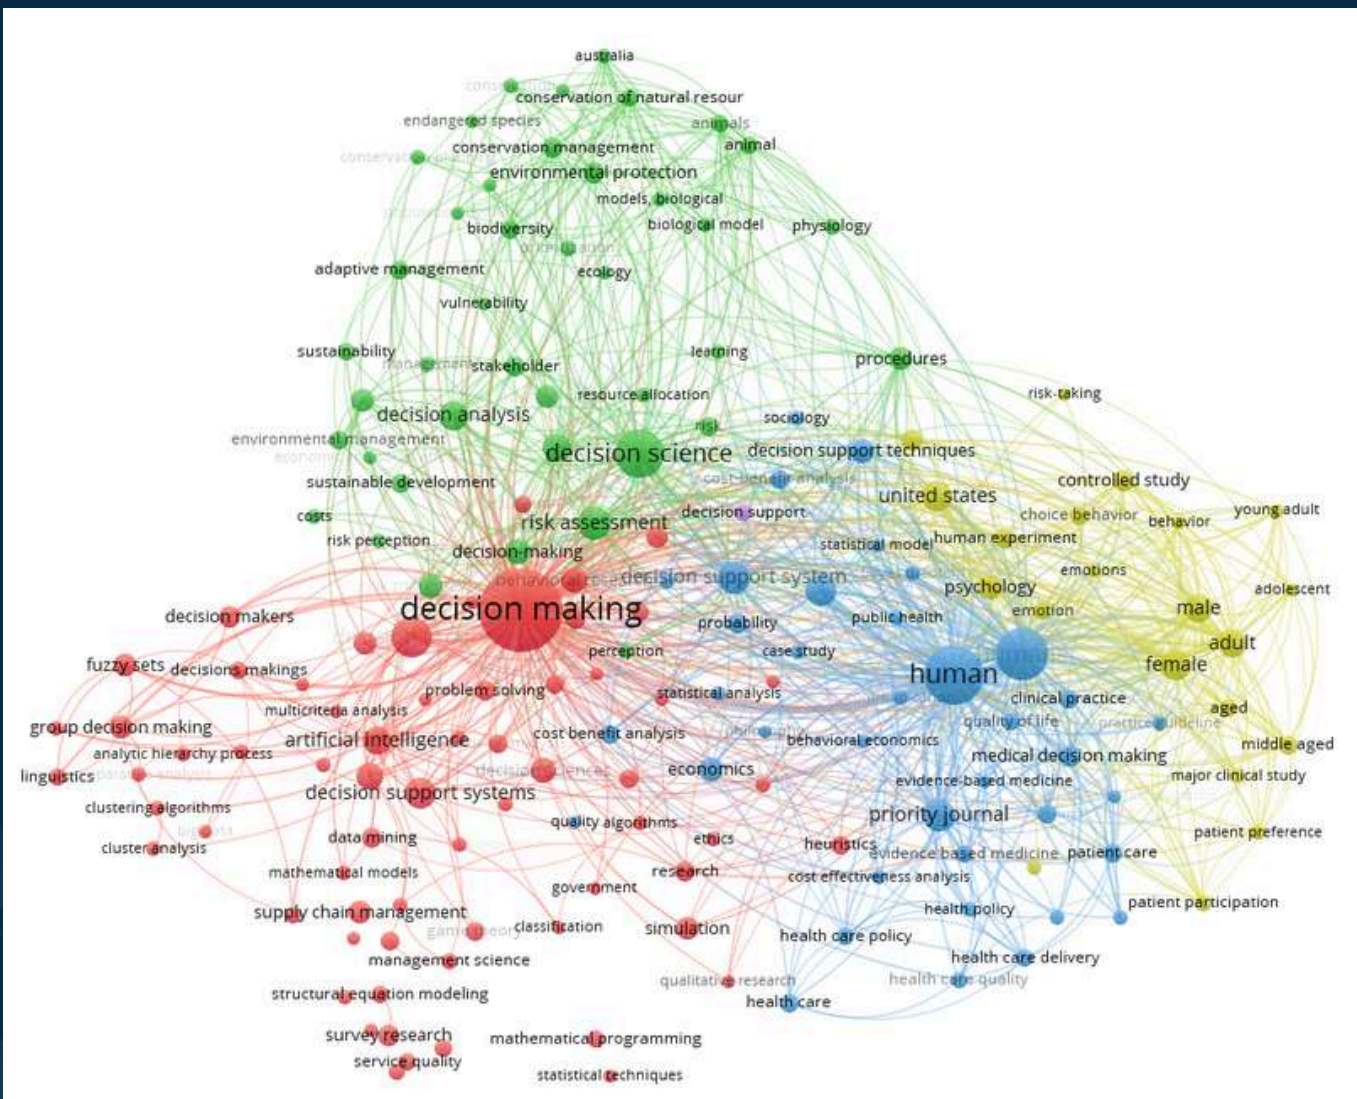 australia
conservation of natural resour
endangered species
animals
conservation management
animal
environmental protection
models, biological
biodiversity
biological model
physiology
adaptive management
ecology
vulnerability
sustainability
management
stakeholder
learning
procedures
resource allocation
risk-taking
decision analysis
sociology
risk
environmental management
decision science
decision support techniques
sustainable development
cost-benefit analysis
controlled study
united states
costs
risk assessment
decision support
choice behavior
behavior
young adult
risk perception
decision-making
statistical model
human experiment
decision support system
emotions
psychology
adolescent
decision making
decision makers
probability
public health
emotion
male
perception
case study
adult
fuzzy sets
decisions makings
human
female
problem solving
statistical analysis
clinical practice
multicriteria analysis
quality of life
practice guideline
aged
group decision making
artificial intelligence
cost benefit analysis
behavioral economics
middle aged
analytic hierarchy process
medical decision making
linguistics
decision sciences
economics
evidence-based medicine
major clinical study
decision support systems
clustering algorithms
quality algorithms
priority journal
data mining
ethics
heuristics
patient preference
cluster analysis
evidence based medicine
patient care
mathematical models
research
cost effectiveness analysis
government
supply chain management
health policy
patient participation
game theory
classification
simulation
health care policy
management science
health care delivery
qualitative research
health care quality
structural equation modeling
health care
survey research
mathematical programming
service quality
statistical techniques